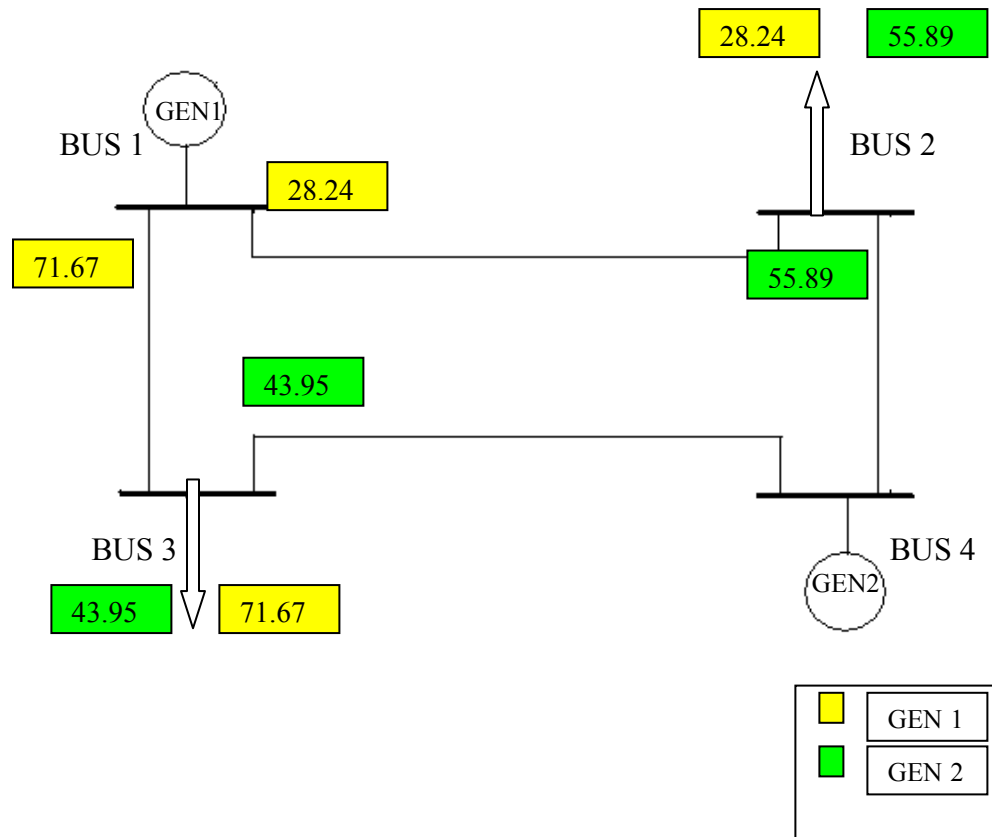 28.24 55.89
GEN1
BUS 1
BUS 2
28.24
71.67
55.89
43.95
BUS 3
BUS 4
43.95 71.67
GEN2
GEN 1
GEN 2